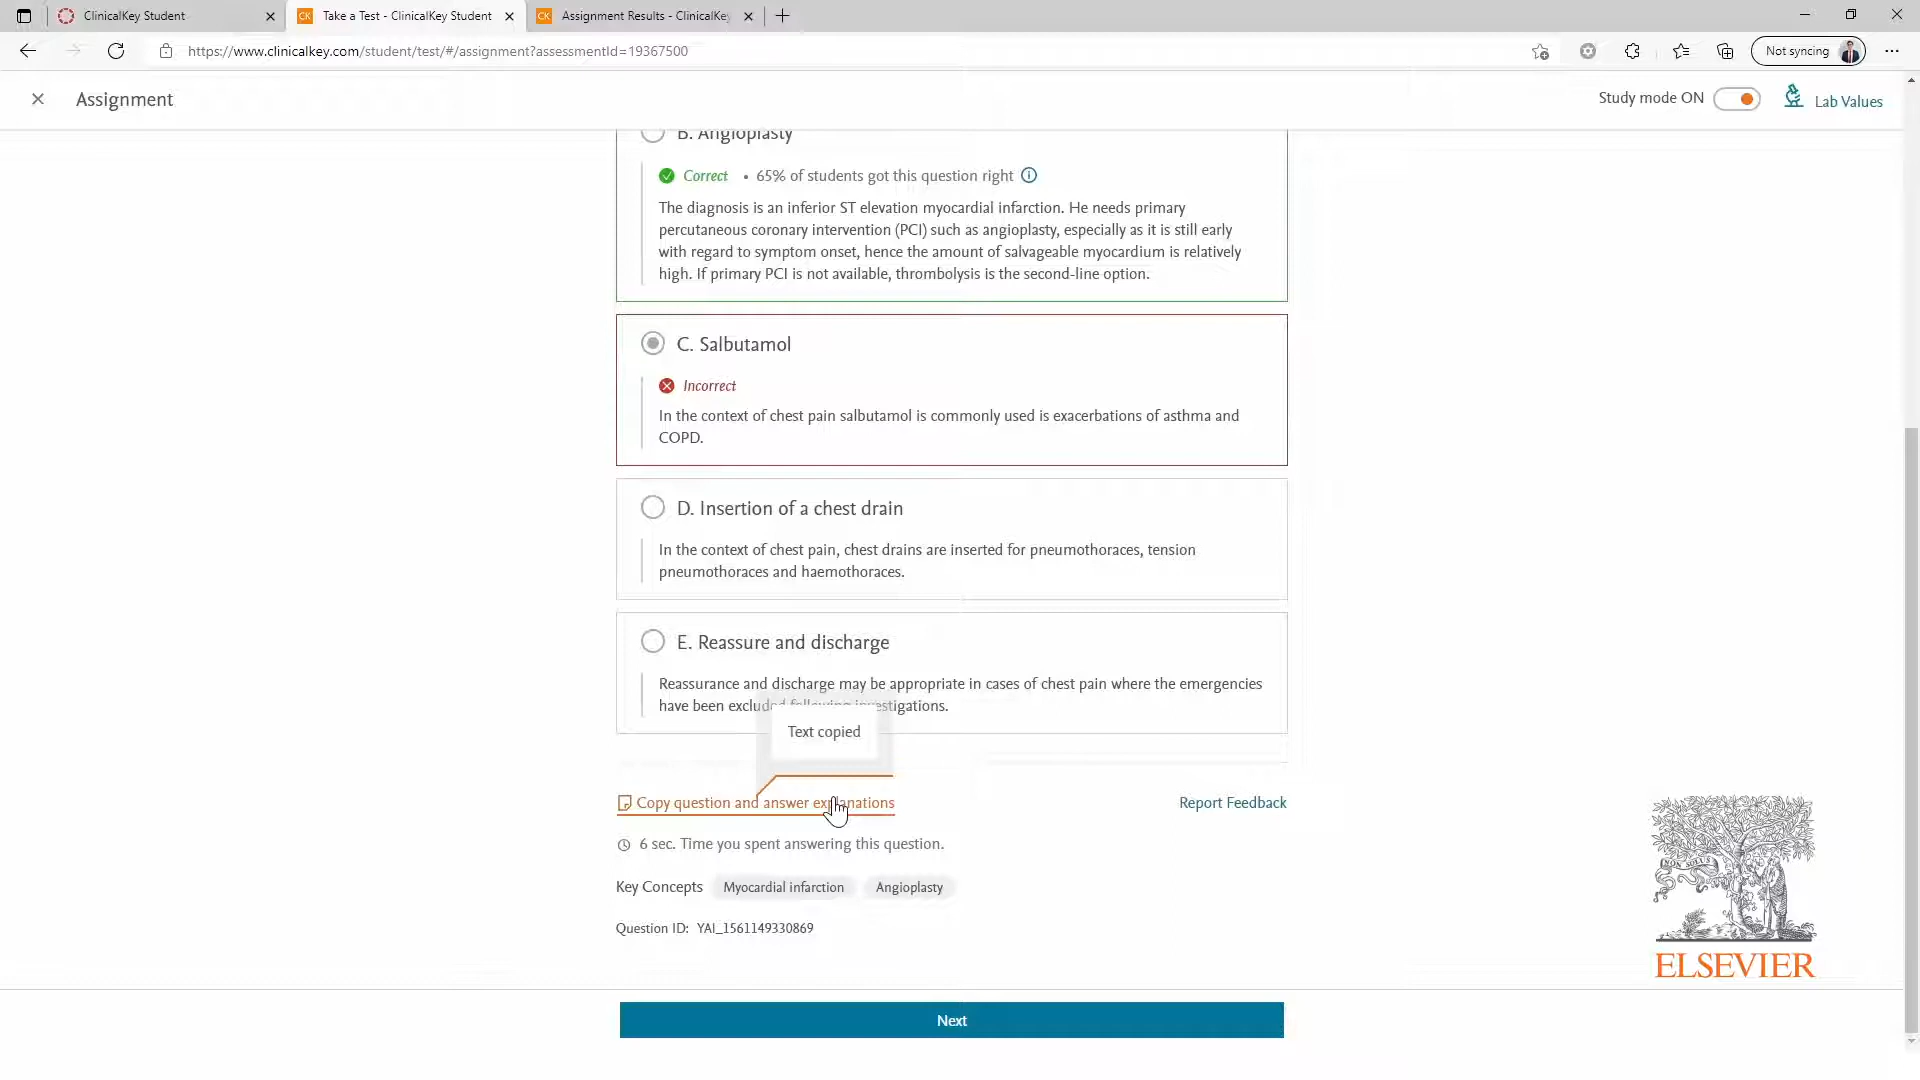 ClinicalKey Student
Take a Test - ClinicalKey Student
Assignment Results - ClinicalKey
https://www.clinicalkey.com/student/test/#/assignment?assessmentId=19367500
Not syncing
Assignment
Study mode ON
Lab Values
B. Angioplasty
Correct • 65% of students got this question right
The diagnosis is an inferior ST elevation myocardial infarction. He needs primary
percutaneous coronary intervention (PCI) such as angioplasty, especially as it is still early
with regard to symptom onset, hence the amount of salvageable myocardium is relatively
high. If primary PCI is not available, thrombolysis is the second-line option.
C. Salbutamol
Incorrect
In the context of chest pain salbutamol is commonly used is exacerbations of asthma and
COPD.
D. Insertion of a chest drain
In the context of chest pain, chest drains are inserted for pneumothoraces, tension
pneumothoraces and haemothoraces.
E. Reassure and discharge
Reassurance and discharge may be appropriate in cases of chest pain where the emergencies
have been excluded following investigations.
Text copied
Copy question and answer explanations
Report Feedback
6 sec. Time you spent answering this question.
Key Concepts Myocardial infarction Angioplasty
Question ID: YAI_1561149330869
NON SOLUS
ELSEVIER
Next